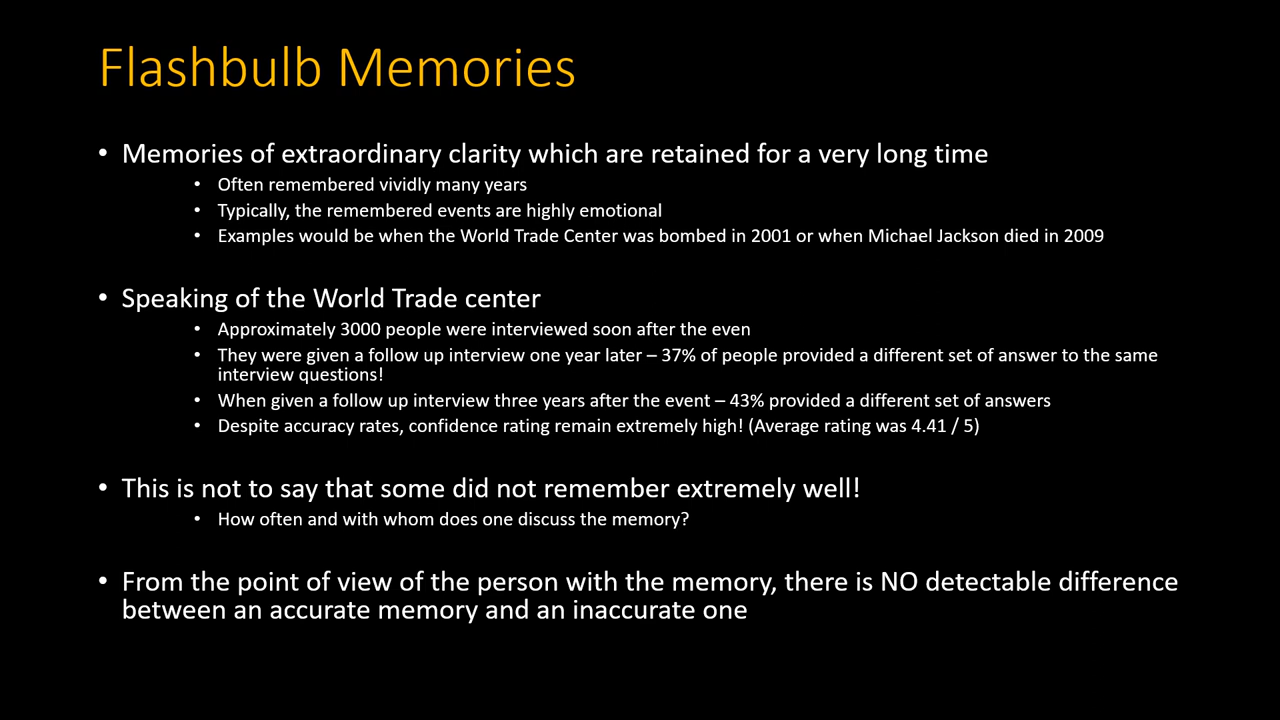 Flashbulb Memories
• Memories of extraordinary clarity which are retained for a very long time
• Often remembered vividly many years
• Typically, the remembered events are highly emotional
• Examples would be when the World Trade Center was bombed in 2001 or when Michael Jackson died in 2009
• Speaking of the World Trade center
• Approximately 3000 people were interviewed soon after the even
• They were given a follow up interview one year later – 37% of people provided a different set of answer to the same
interview questions!
• When given a follow up interview three years after the event – 43% provided a different set of answers
• Despite accuracy rates, confidence rating remain extremely high! (Average rating was 4.41 / 5)
• This is not to say that some did not remember extremely well!
• How often and with whom does one discuss the memory?
• From the point of view of the person with the memory, there is NO detectable difference
between an accurate memory and an inaccurate one